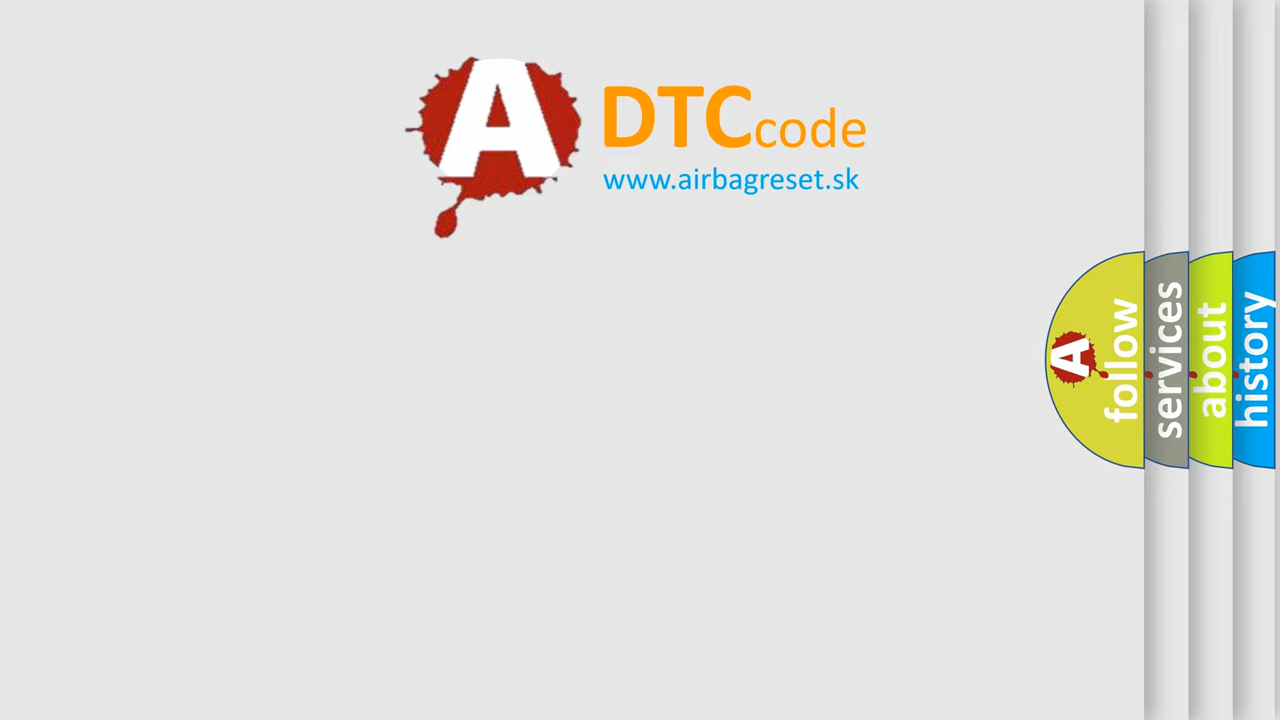 A DTCcode
www.airbagreset.sk
A follow
services
about
history